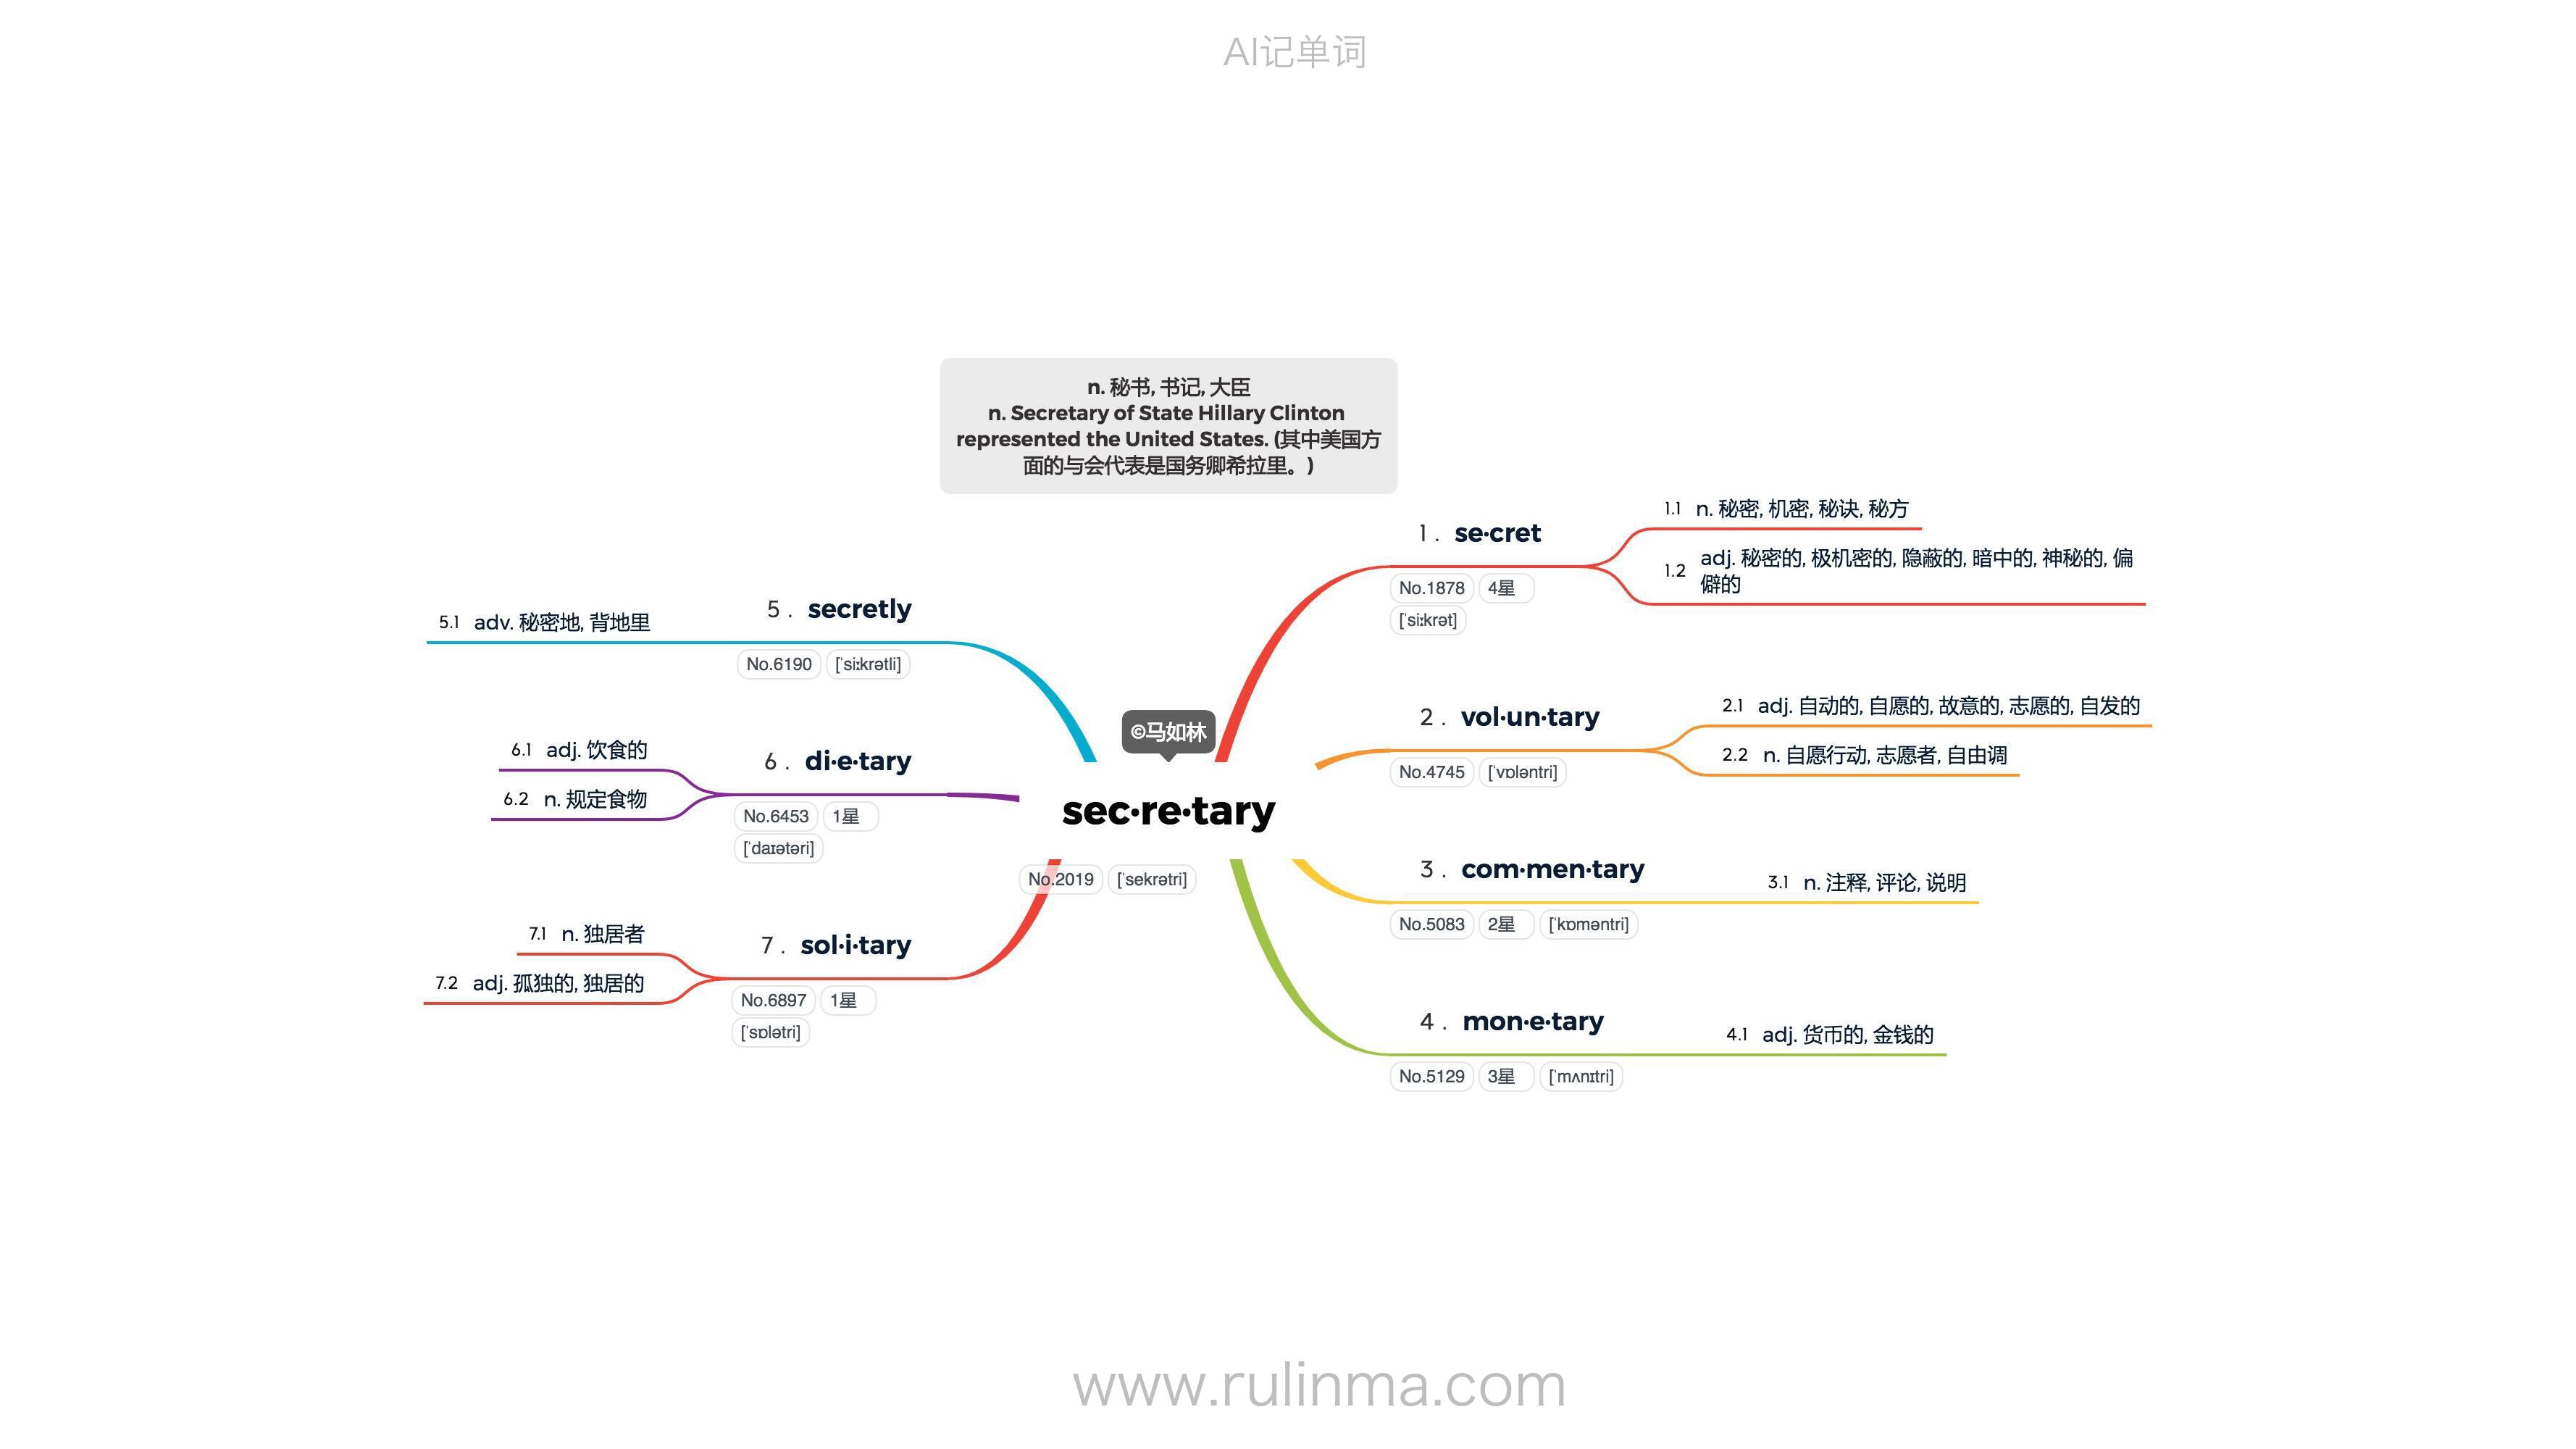 AI记单词
n. 秘书, 书记, 大臣
n. Secretary of State Hillary Clinton
represented the United States. (其中美国方
面的与会代表是国务卿希拉里。)
©马如林
sec·re·tary
No.2019 ['sekrətri]
1 . se·cret
No.1878 4星
['siːkrət]
1.1 n. 秘密, 机密, 秘诀, 秘方
1.2 adj. 秘密的, 极机密的, 隐蔽的, 暗中的, 神秘的, 偏
僻的
2 . vol·un·tary
No.4745 ['vɒləntri]
2.1 adj. 自动的, 自愿的, 故意的, 志愿的, 自发的
2.2 n. 自愿行动, 志愿者, 自由调
3 . com·men·tary
No.5083 2星 ['kɒməntri]
3.1 n. 注释, 评论, 说明
4 . mon·e·tary
No.5129 3星 ['mʌnɪtri]
4.1 adj. 货币的, 金钱的
5 . secretly
No.6190 ['siːkrətli]
5.1 adv. 秘密地, 背地里
6 . di·e·tary
No.6453 1星
['daɪətəri]
6.1 adj. 饮食的
6.2 n. 规定食物
7 . sol·i·tary
No.6897 1星
['sɒlətri]
7.1 n. 独居者
7.2 adj. 孤独的, 独居的
www.rulinma.com